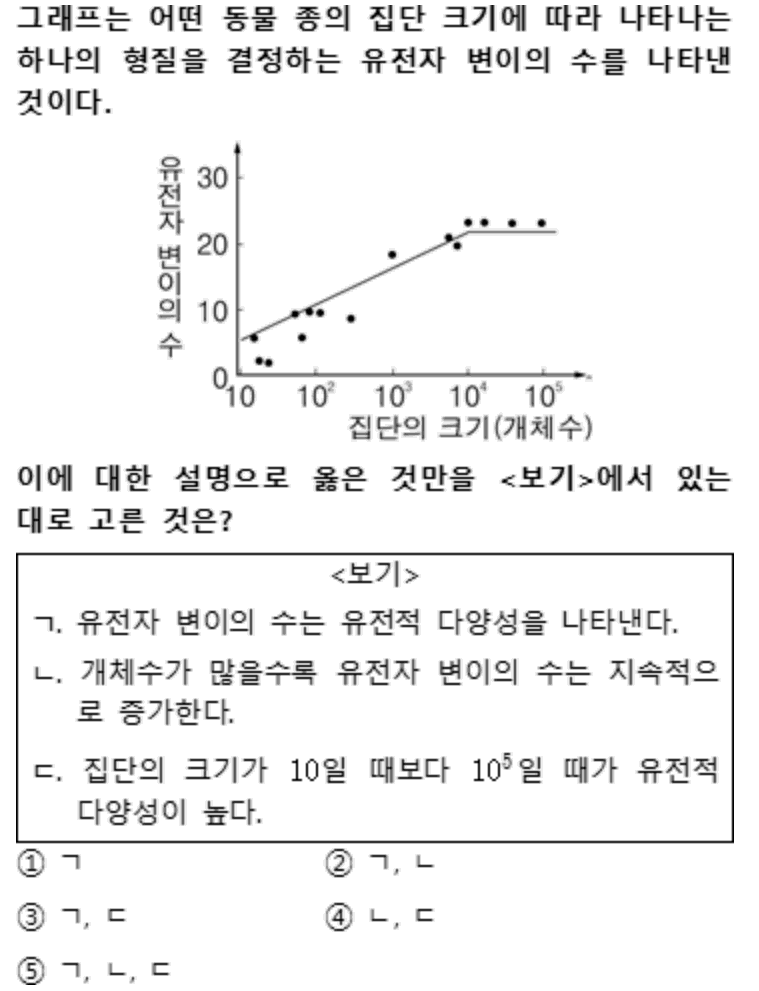 그래프는 어떤 동물 종의 집단 크기에 따라 나타나는
하나의 형질을 결정하는 유전자 변이의 수를 나타낸
것이다.
유전자 변이의 수
30
20
10
0
10 10² 10³ 10⁴ 10⁵
집단의 크기(개체수)
이에 대한 설명으로 옳은 것만을 <보기>에서 있는
대로 고른 것은?
<보기>
ㄱ. 유전자 변이의 수는 유전적 다양성을 나타낸다.
ㄴ. 개체수가 많을수록 유전자 변이의 수는 지속적으
로 증가한다.
ㄷ. 집단의 크기가 10일 때보다 10⁵일 때가 유전적
다양성이 높다.
① ㄱ ② ㄱ, ㄴ
③ ㄱ, ㄷ ④ ㄴ, ㄷ
⑤ ㄱ, ㄴ, ㄷ